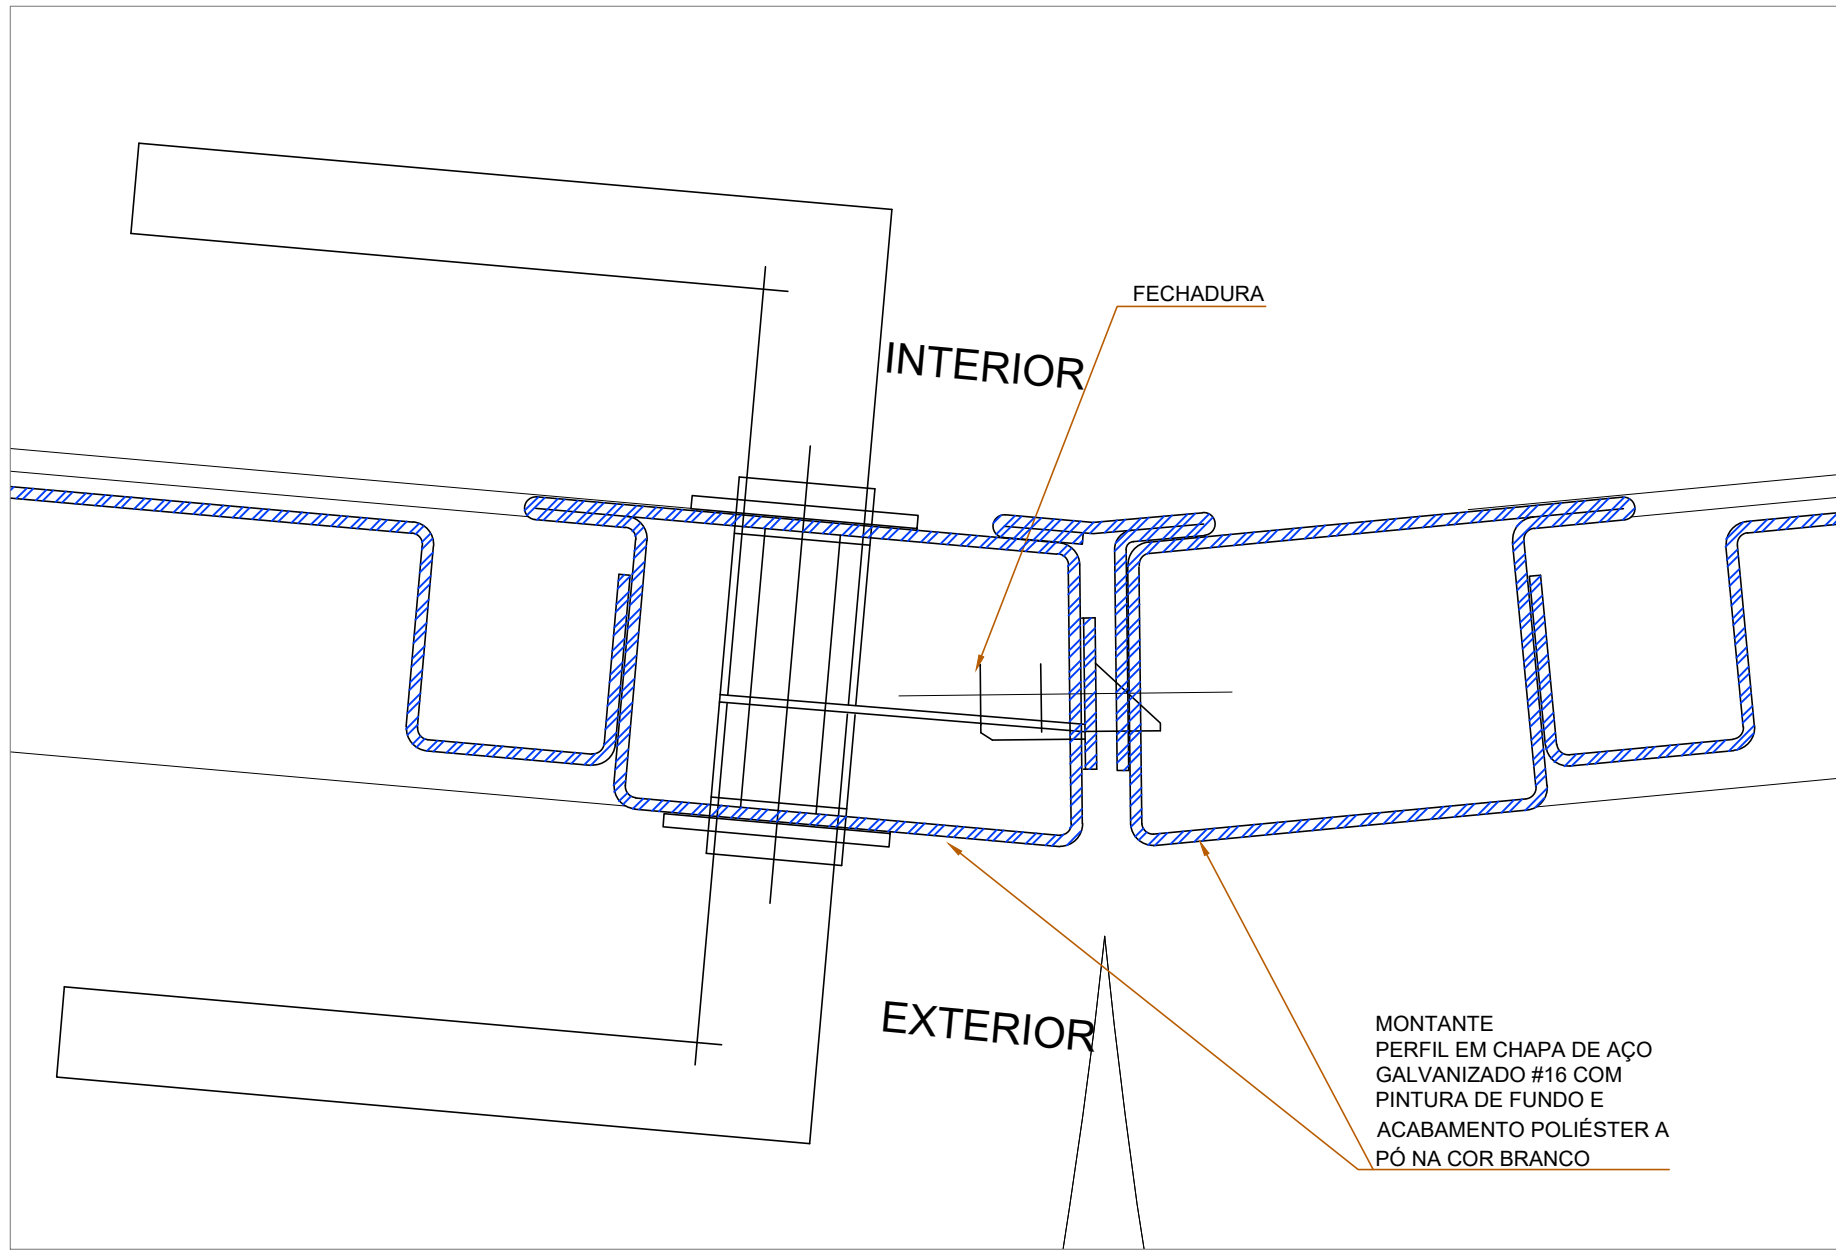 FECHADURA
INTERIOR
EXTERIOR
MONTANTE
PERFIL EM CHAPA DE AÇO
GALVANIZADO #16 COM
PINTURA DE FUNDO E
ACABAMENTO POLIÉSTER A
PÓ NA COR BRANCO